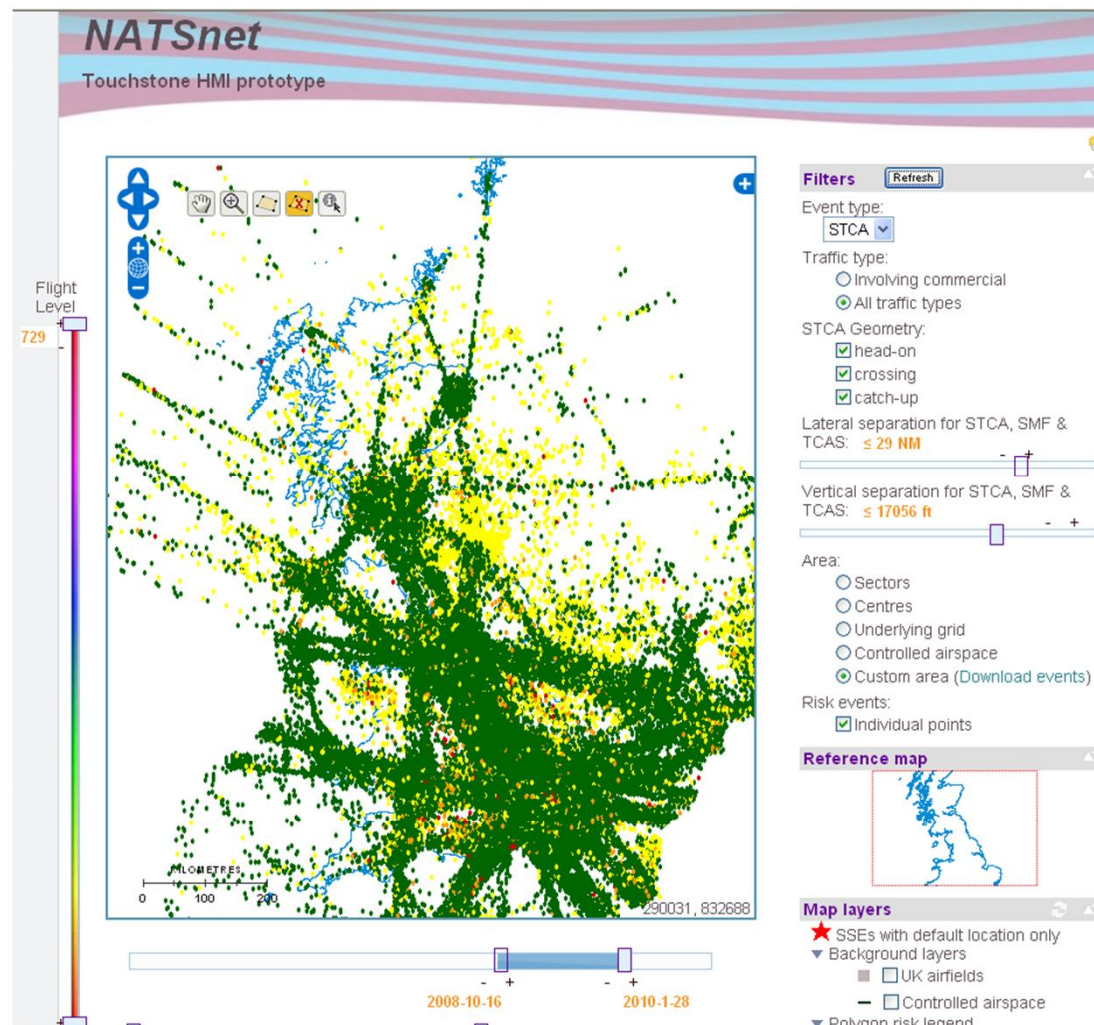 NATSnet
Touchstone HMI prototype
Flight
Level
+
729
-
+
-
+
KILOMETRES
0 100 200
290031, 832688
- + - +
2008-10-16 2010-1-28
Filters Refresh
Event type:
STCA
Traffic type:
Involving commercial
All traffic types
STCA Geometry:
head-on
crossing
catch-up
Lateral separation for STCA, SMF &
TCAS: ≤ 29 NM
- +
Vertical separation for STCA, SMF &
TCAS: ≤ 17056 ft
- +
Area:
Sectors
Centres
Underlying grid
Controlled airspace
Custom area (Download events)
Risk events:
Individual points
Reference map
Map layers
SSEs with default location only
Background layers
UK airfields
Controlled airspace
Polygon risk legend